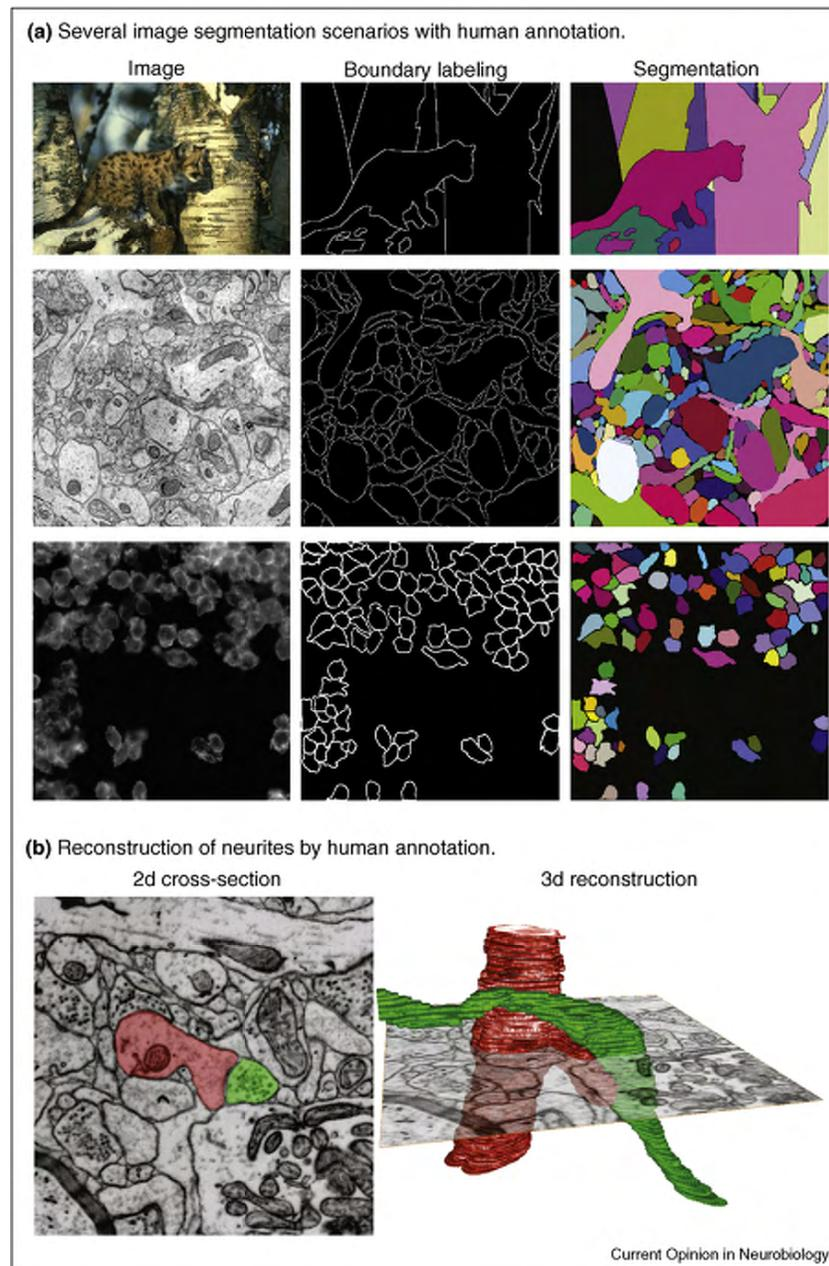 (a) Several image segmentation scenarios with human annotation.
Image
Boundary labeling
Segmentation
(b) Reconstruction of neurites by human annotation.
2d cross-section
3d reconstruction
Current Opinion in Neurobiology